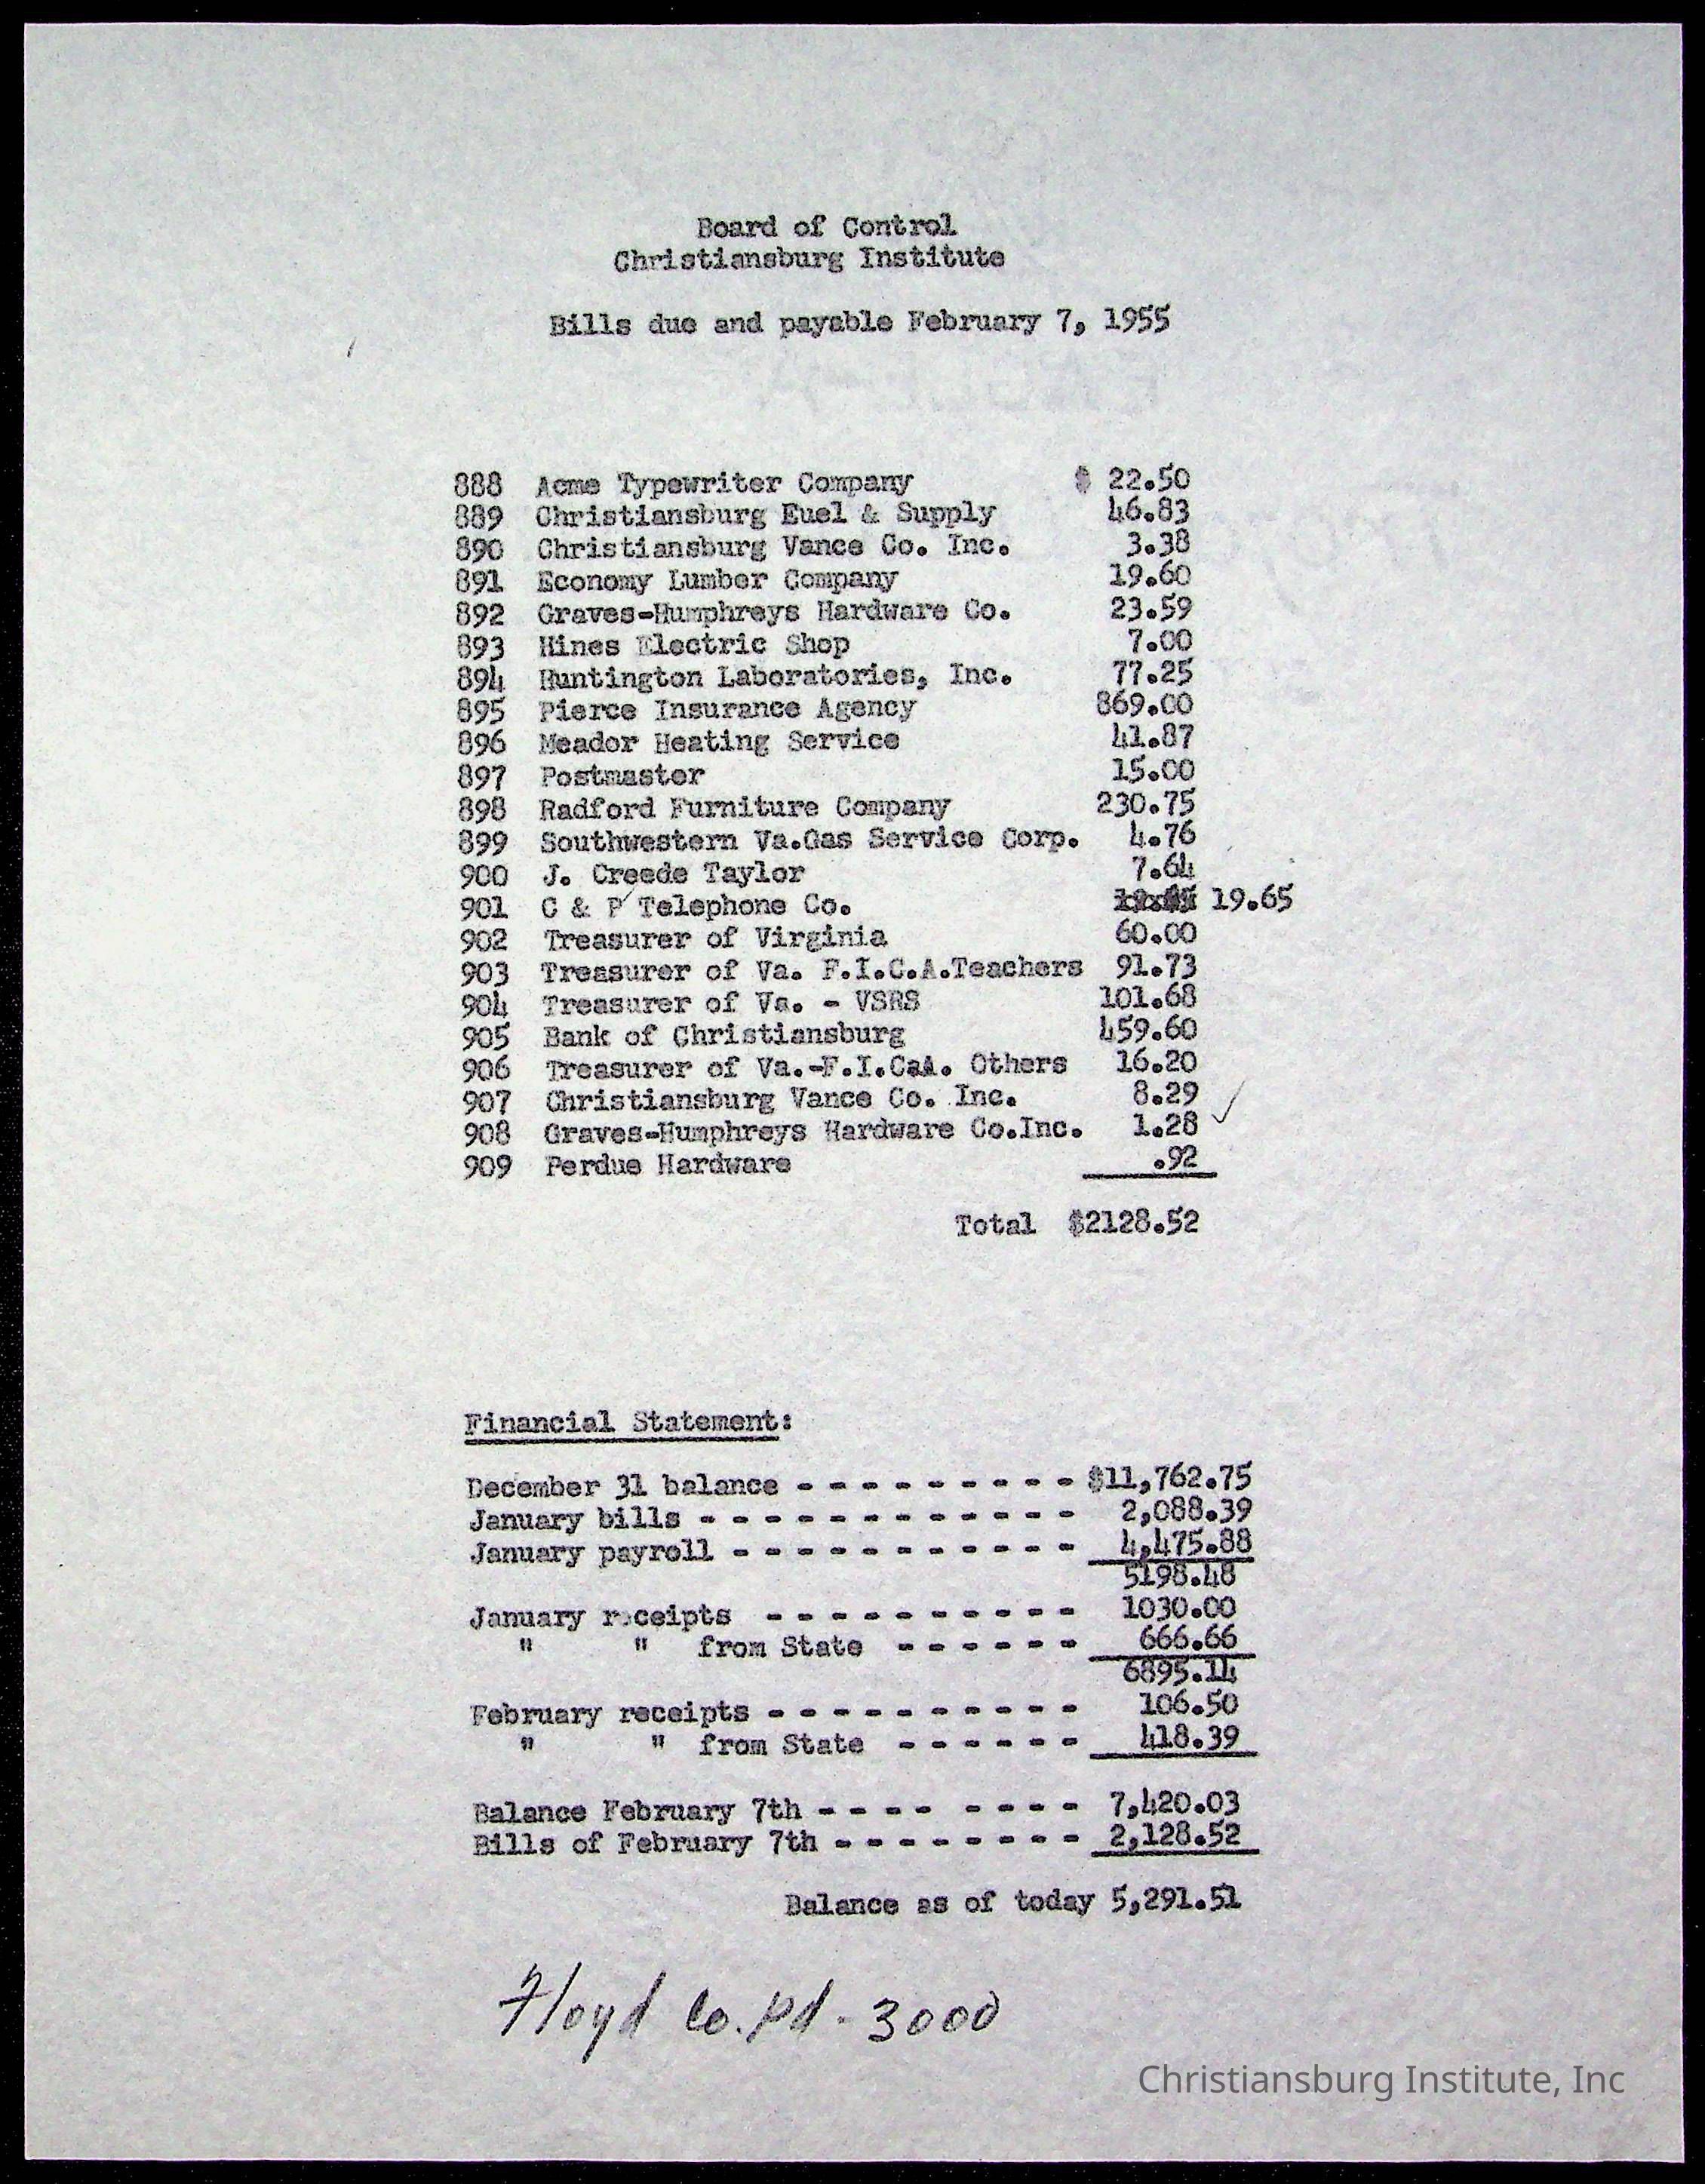 Board of Control
Christiansburg Institute
Bills due and payable February 7, 1955
888 Acme Typewriter Company $ 22.50
889 Christiansburg Euel & Supply 46.83
890 Christiansburg Vance Co. Inc. 3.38
891 Economy Lumber Company 19.60
892 Graves-Humphreys Hardware Co. 23.59
893 Hines Electric Shop 7.00
894 Huntington Laboratories, Inc. 77.25
895 Pierce Insurance Agency 869.00
896 Meador Heating Service 41.87
897 Postmaster 15.00
898 Radford Furniture Company 230.75
899 Southwestern Va.Gas Service Corp. 4.76
900 J. Creede Taylor 7.64
901 C & P Telephone Co. 19.65
902 Treasurer of Virginia 60.00
903 Treasurer of Va. F.I.C.A.Teachers 91.73
904 Treasurer of Va. - VSRS 101.68
905 Bank of Christiansburg 459.60
906 Treasurer of Va.-F.I.C.A. Others 16.20
907 Christiansburg Vance Co. Inc. 8.29
908 Graves-Humphreys Hardware Co.Inc. 1.28 ✓
909 Perdue Hardware .92
Total $2128.52
Financial Statement:
December 31 balance - - - - - - - - - $11,762.75
January bills - - - - - - - - - - - - 2,088.39
January payroll - - - - - - - - - - - 4,475.88
5198.48
January receipts - - - - - - - - - - 1030.00
" " from State - - - - - - 666.66
6895.14
February receipts - - - - - - - - - - 106.50
" " from State - - - - - - 418.39
Balance February 7th - - - - - - - - 7,420.03
Bills of February 7th - - - - - - - - 2,128.52
Balance as of today 5,291.51
Floyd Co. Pd. 3000
Christiansburg Institute, Inc